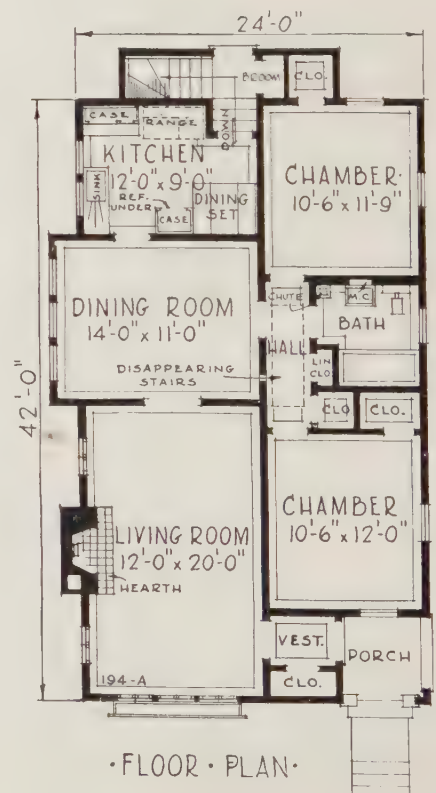 24'-0"
42'-0"
BROOM
CLO.
CASE
RANGE
DOWN
KITCHEN
12'-0" x 9'-0"
SINK
REF.
UNDER
CASE
DINING
SET
CHAMBER
10'-6" x 11'-9"
DINING ROOM
14'-0" x 11'-0"
CHUTE
M.C.
BATH
HALL
DISAPPEARING
STAIRS
LIN
CLO.
CLO
CLO.
LIVING ROOM
12'-0" x 20'-0"
HEARTH
CHAMBER
10'-6" x 12'-0"
VEST.
PORCH
CLO.
194-A
·FLOOR·PLAN·